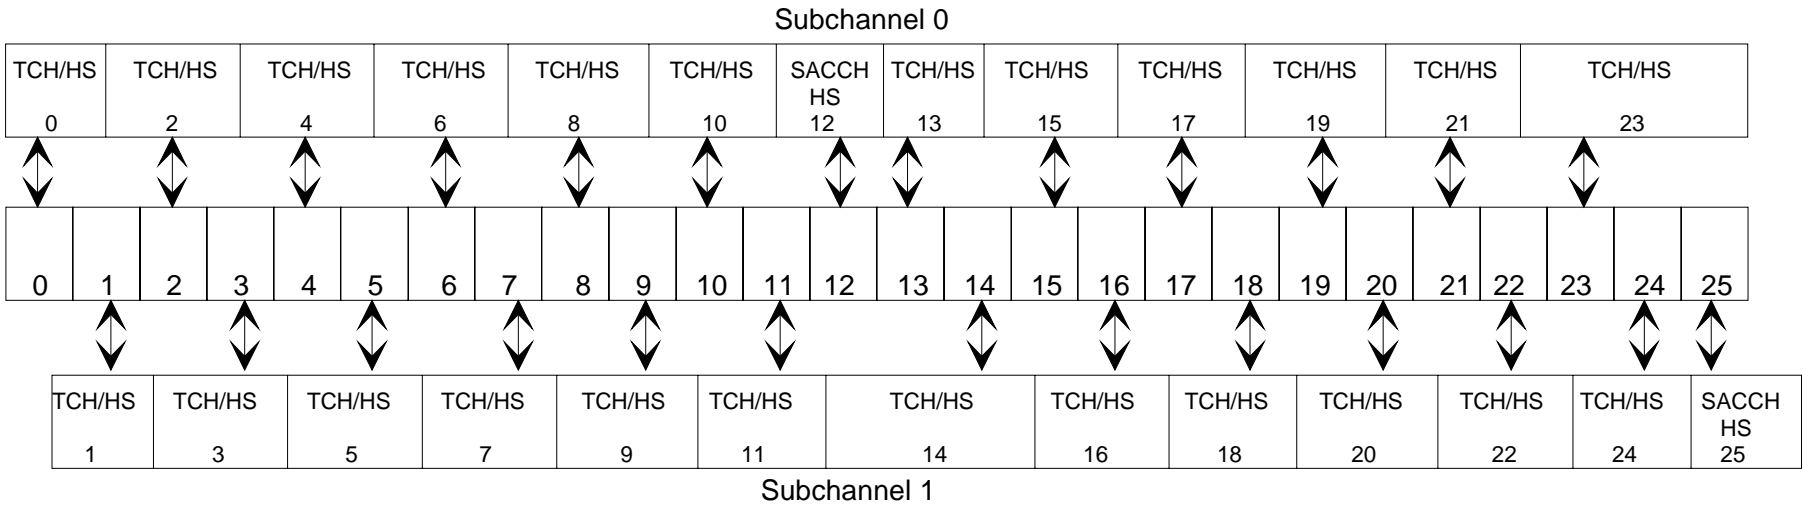 Subchannel 0
TCH/HS TCH/HS TCH/HS TCH/HS TCH/HS TCH/HS SACCH TCH/HS TCH/HS TCH/HS TCH/HS TCH/HS TCH/HS
HS
0 2 4 6 8 10 12 13 15 17 19 21 23
0 1 2 3 4 5 6 7 8 9 10 11 12 13 14 15 16 17 18 19 20 21 22 23 24 25
TCH/HS TCH/HS TCH/HS TCH/HS TCH/HS TCH/HS TCH/HS TCH/HS TCH/HS TCH/HS TCH/HS TCH/HS SACCH
HS
1 3 5 7 9 11 14 16 18 20 22 24 25
Subchannel 1